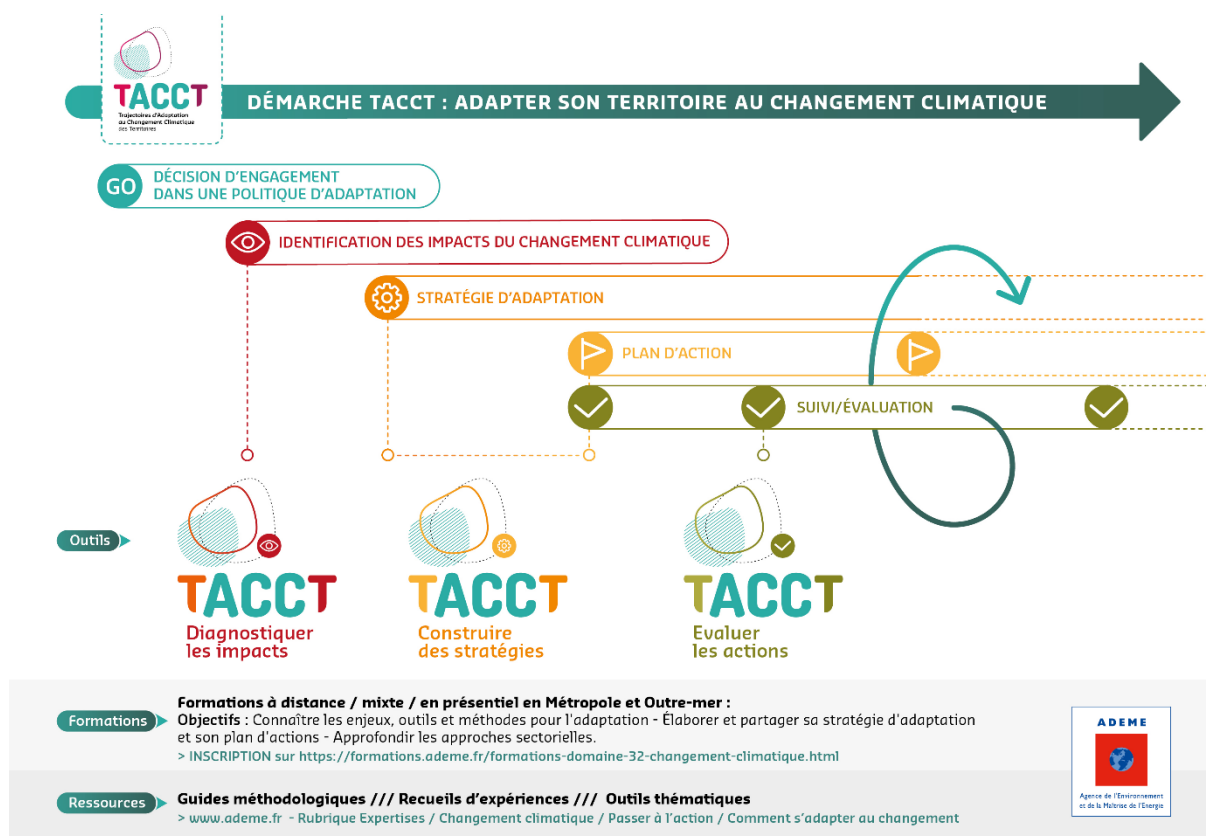 TACCT
Trajectoires d'Adaptation
au Changement Climatique
des Territoires
DÉMARCHE TACCT : ADAPTER SON TERRITOIRE AU CHANGEMENT CLIMATIQUE
GO
DÉCISION D'ENGAGEMENT
DANS UNE POLITIQUE D'ADAPTATION
IDENTIFICATION DES IMPACTS DU CHANGEMENT CLIMATIQUE
STRATÉGIE D'ADAPTATION
PLAN D'ACTION
SUIVI/ÉVALUATION
Outils
TACCT
Diagnostiquer
les impacts
TACCT
Construire
des stratégies
TACCT
Evaluer
les actions
Formations
Formations à distance / mixte / en présentiel en Métropole et Outre-mer :
Objectifs : Connaître les enjeux, outils et méthodes pour l'adaptation - Élaborer et partager sa stratégie d'adaptation
et son plan d'actions - Approfondir les approches sectorielles.
> INSCRIPTION sur https://formations.ademe.fr/formations-domaine-32-changement-climatique.html
ADEME
Agence de l'Environnement
et de la Maîtrise de l'Energie
Ressources
Guides méthodologiques /// Recueils d'expériences /// Outils thématiques
> www.ademe.fr - Rubrique Expertises / Changement climatique / Passer à l'action / Comment s'adapter au changement